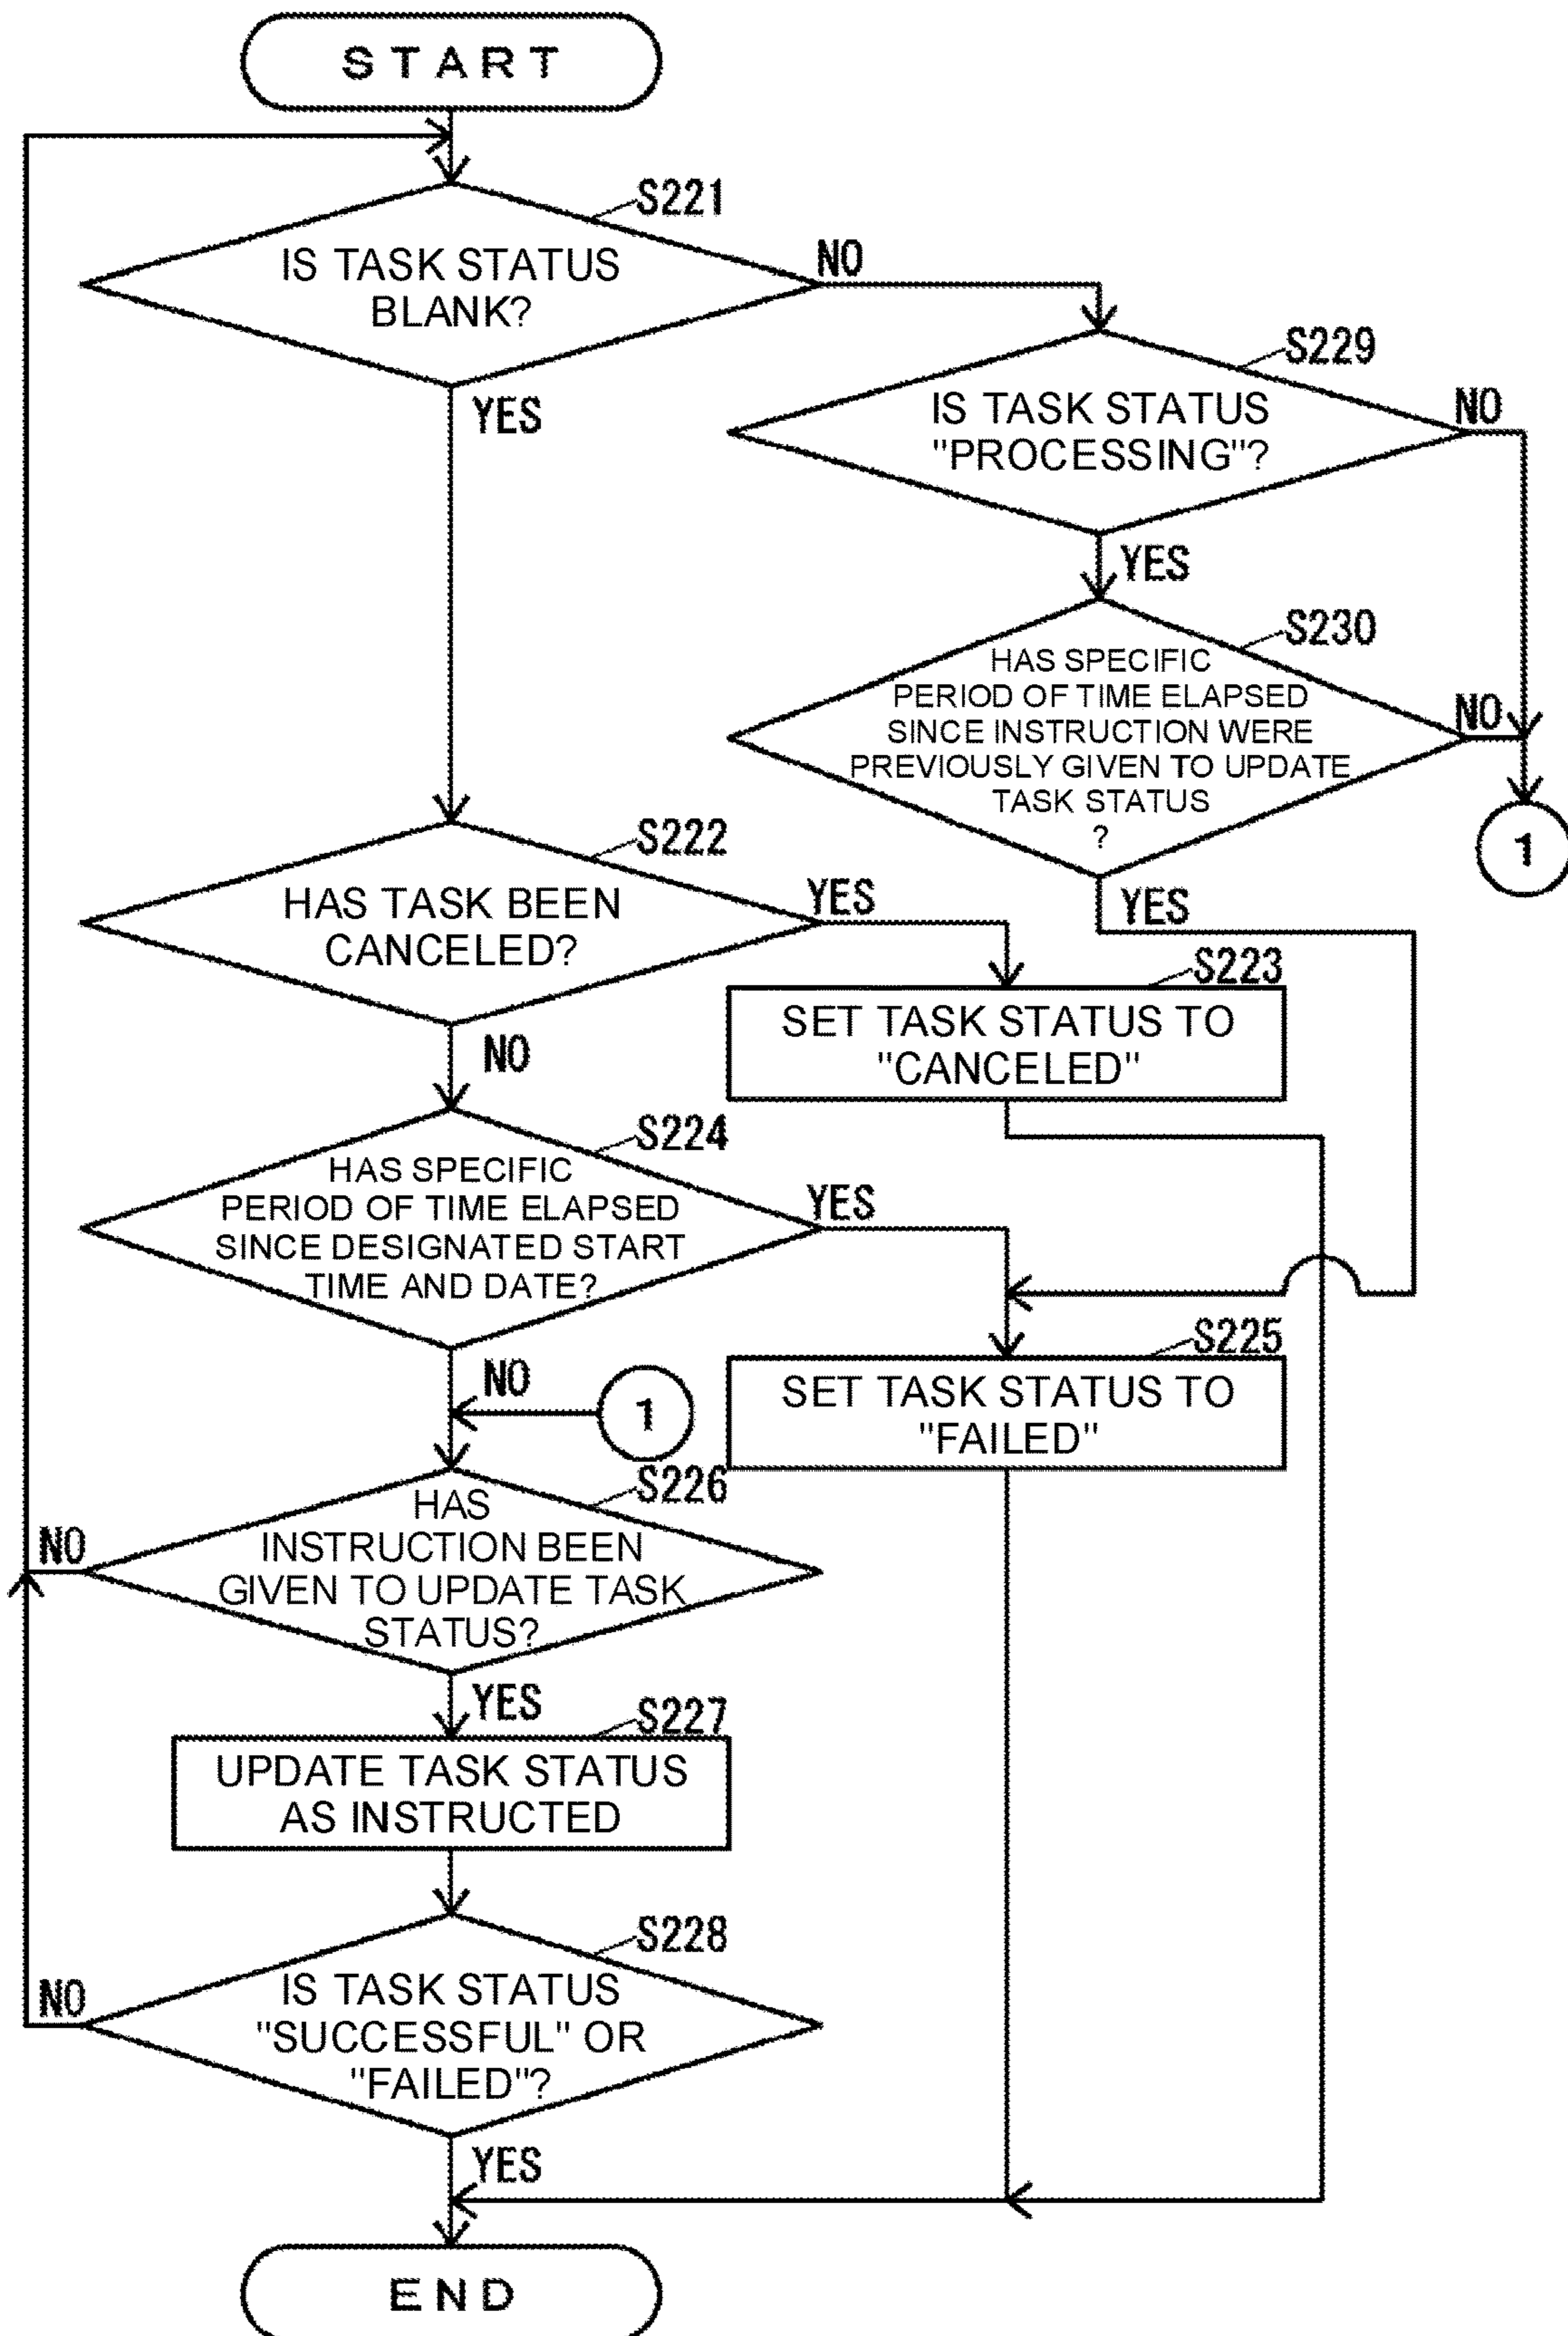 START
S221
IS TASK STATUS
BLANK?
NO
YES
S229
IS TASK STATUS
"PROCESSING"?
NO
YES
S230
HAS SPECIFIC
PERIOD OF TIME ELAPSED
SINCE INSTRUCTION WERE
PREVIOUSLY GIVEN TO UPDATE
TASK STATUS
?
NO
1
YES
S222
HAS TASK BEEN
CANCELED?
YES
NO
S223
SET TASK STATUS TO
"CANCELED"
S224
HAS SPECIFIC
PERIOD OF TIME ELAPSED
SINCE DESIGNATED START
TIME AND DATE?
YES
NO
1
S225
SET TASK STATUS TO
"FAILED"
S226
HAS
INSTRUCTION BEEN
GIVEN TO UPDATE TASK
STATUS?
NO
YES
S227
UPDATE TASK STATUS
AS INSTRUCTED
S228
IS TASK STATUS
"SUCCESSFUL" OR
"FAILED"?
NO
YES
END